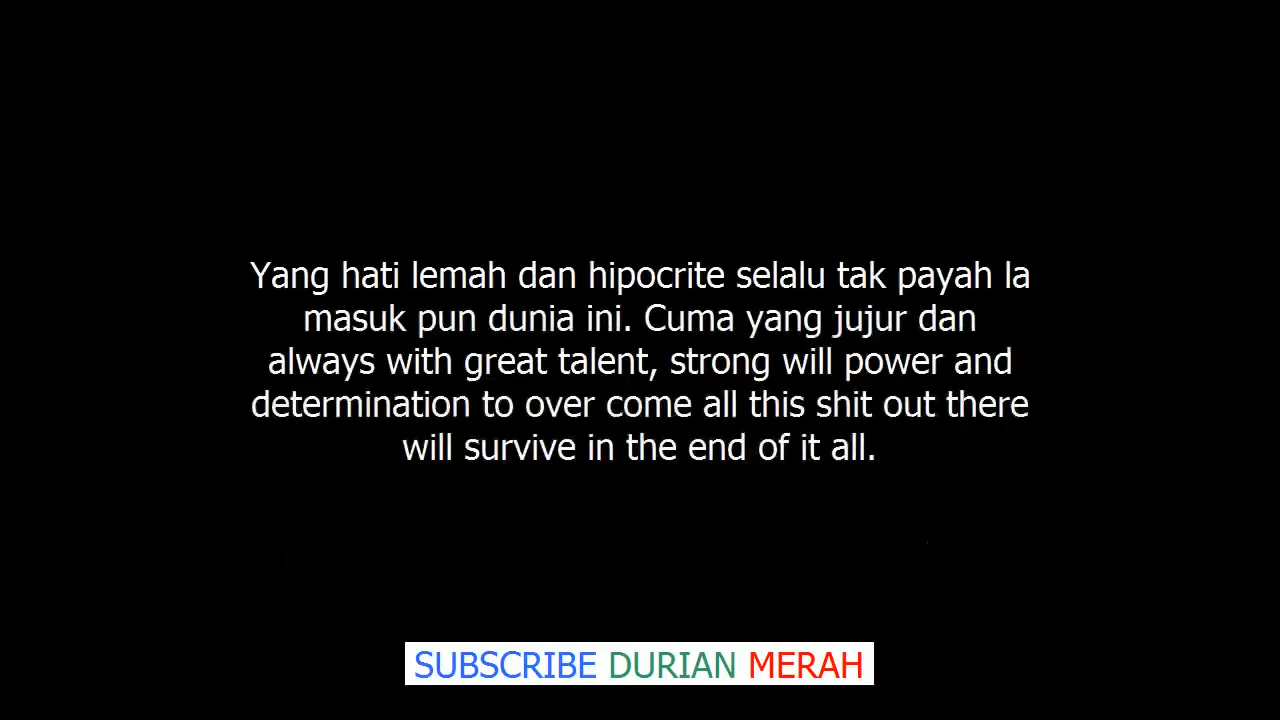 Yang hati lemah dan hipocrite selalu tak payah la
masuk pun dunia ini. Cuma yang jujur dan
always with great talent, strong will power and
determination to over come all this shit out there
will survive in the end of it all.
SUBSCRIBE DURIAN MERAH